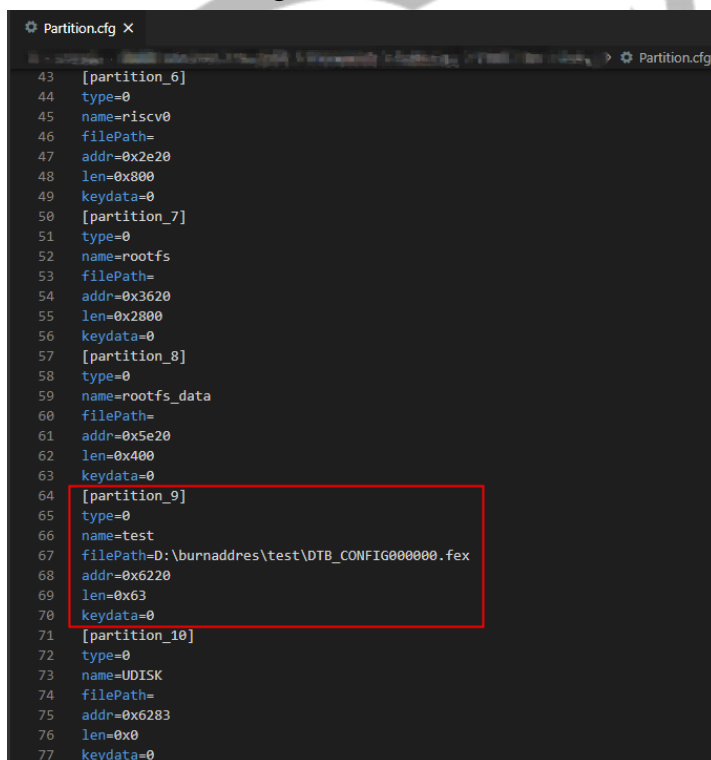 Partition.cfg ×
> Partition.cfg
43 [partition_6]
44 type=0
45 name=riscv0
46 filePath=
47 addr=0x2e20
48 len=0x800
49 keydata=0
50 [partition_7]
51 type=0
52 name=rootfs
53 filePath=
54 addr=0x3620
55 len=0x2800
56 keydata=0
57 [partition_8]
58 type=0
59 name=rootfs_data
60 filePath=
61 addr=0x5e20
62 len=0x400
63 keydata=0
64 [partition_9]
65 type=0
66 name=test
67 filePath=D:\burnaddres\test\DTB_CONFIG000000.fex
68 addr=0x6220
69 len=0x63
70 keydata=0
71 [partition_10]
72 type=0
73 name=UDISK
74 filePath=
75 addr=0x6283
76 len=0x0
77 keydata=0